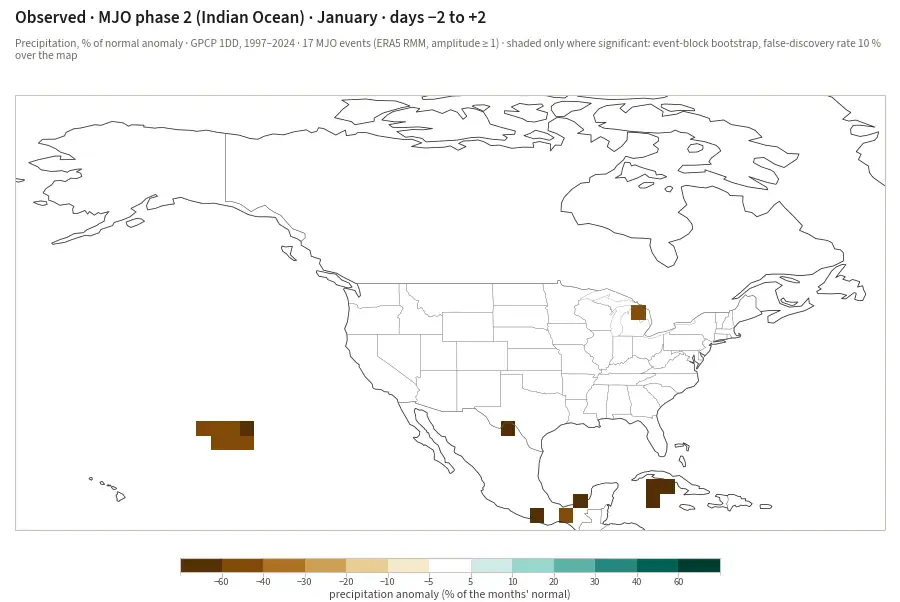 Observed · MJO phase 2 (Indian Ocean) · January · days −2 to +2
Precipitation, % of normal anomaly · GPCP 1DD, 1997–2024 · 17 MJO events (ERA5 RMM, amplitude ≥ 1) · shaded only where significant: event-block bootstrap, false-discovery rate 10 %
over the map
−60 −40 −30 −20 −10 −5 5 10 20 30 40 60
precipitation anomaly (% of the months' normal)